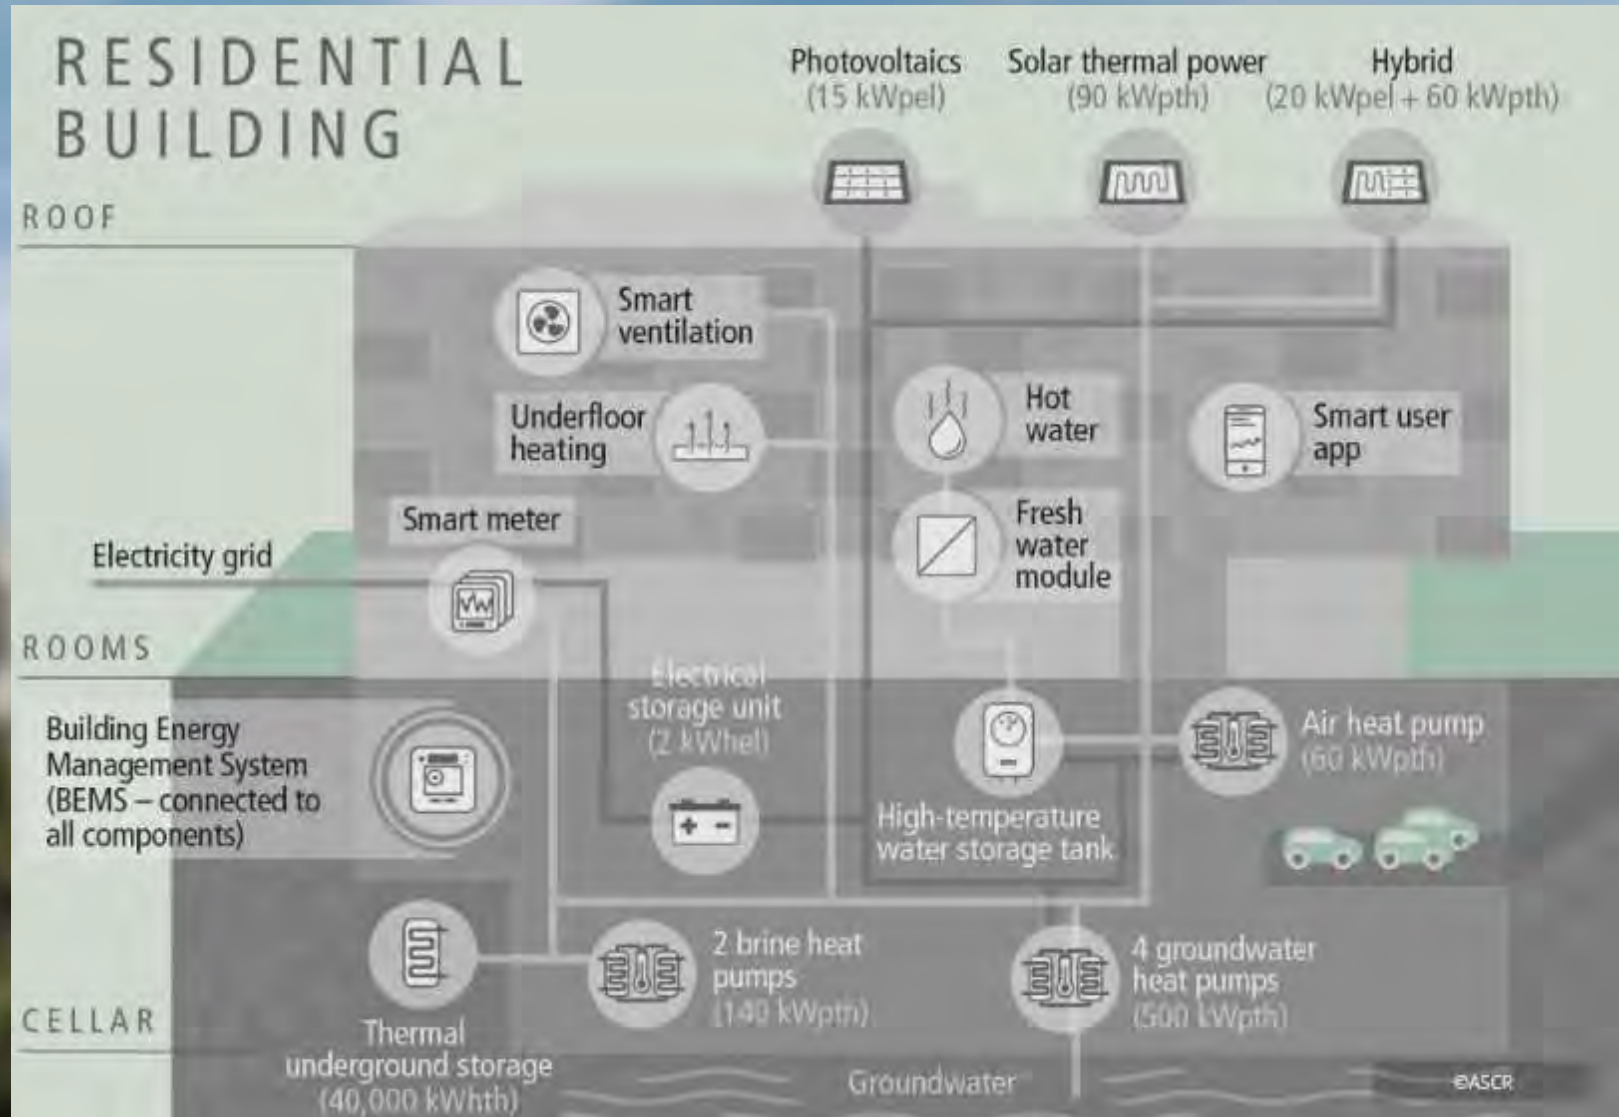 RESIDENTIAL
BUILDING
Photovoltaics
(15 kWpel)
Solar thermal power
(90 kWpth)
Hybrid
(20 kWpel + 60 kWpth)
ROOF
Smart
ventilation
Underfloor
heating
Hot
water
Smart user
app
Smart meter
Fresh
water
module
Electricity grid
ROOMS
Electrical
storage unit
(2 kWhel)
Building Energy
Management System
(BEMS – connected to
all components)
Air heat pump
(60 kWpth)
High-temperature
water storage tank
2 brine heat
pumps
(140 kWpth)
4 groundwater
heat pumps
(500 kWpth)
CELLAR
Thermal
underground storage
(40,000 kWhth)
Groundwater
©ASCR